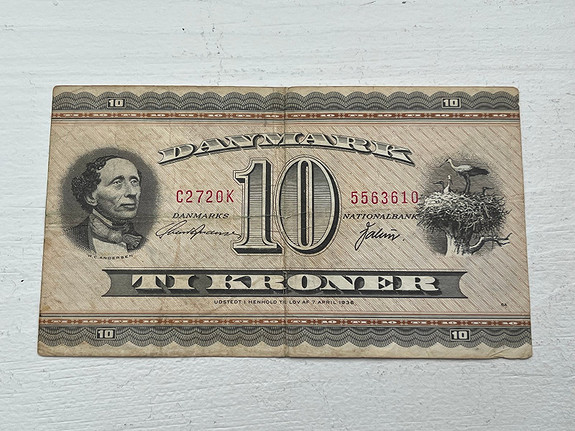 10 10
DANMARK
C2720K 10 5563610
DANMARKS NATIONALBANK
H.C. ANDERSEN
TI KRONER
UDSTEDT I HENHOLD TIL LOV AF 7. APRIL 1936
10 10